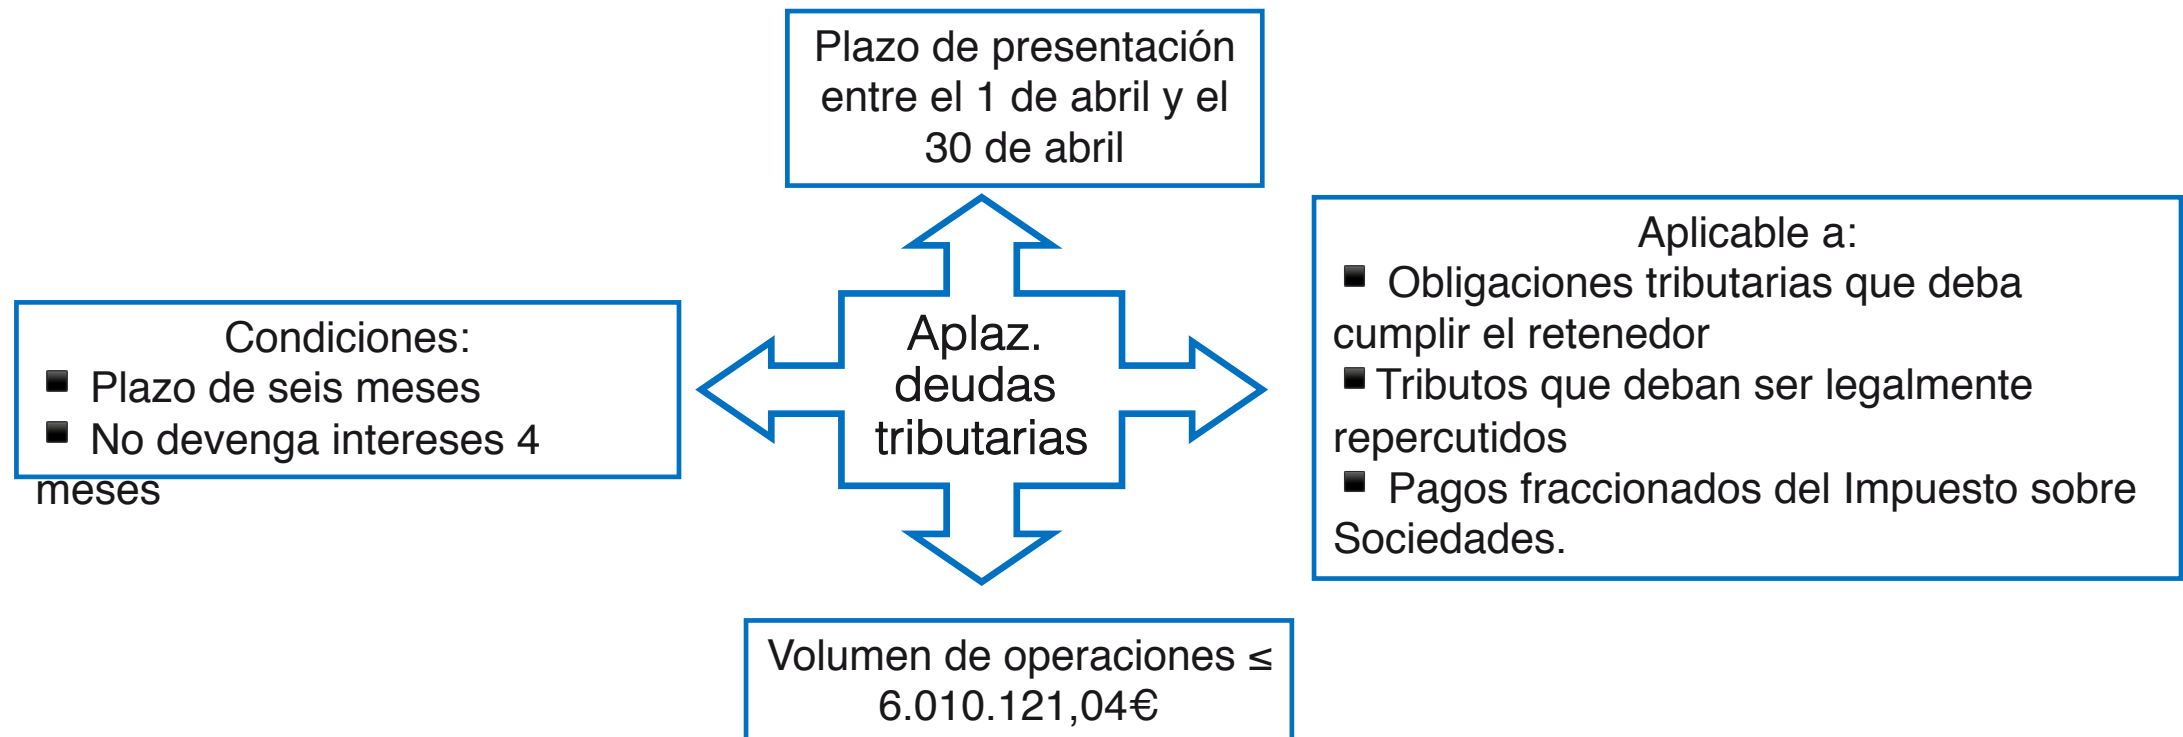 Plazo de presentación
entre el 1 de abril y el
30 de abril
Condiciones:
▪ Plazo de seis meses
▪ No devenga intereses 4
meses
Aplaz.
deudas
tributarias
Aplicable a:
▪ Obligaciones tributarias que deba
cumplir el retenedor
▪ Tributos que deban ser legalmente
repercutidos
▪ Pagos fraccionados del Impuesto sobre
Sociedades.
Volumen de operaciones ≤
6.010.121,04€